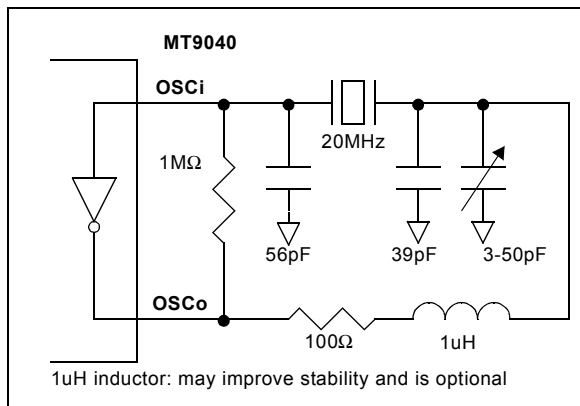 MT9040
OSCi
20MHz
1MΩ
56pF
39pF
3-50pF
OSCo
100Ω
1uH
1uH inductor: may improve stability and is optional